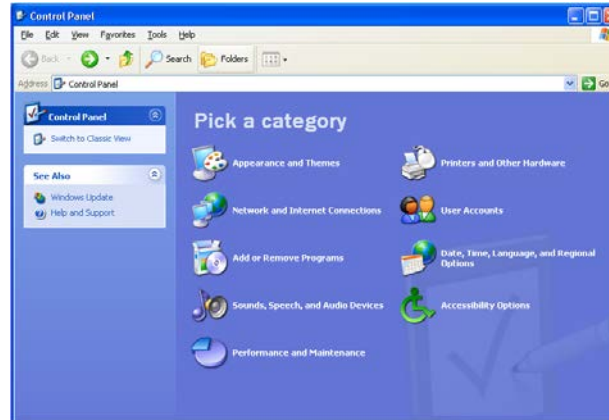 Control Panel
File Edit View Favorites Tools Help
Back Search Folders
Address Control Panel Go
Control Panel
Switch to Classic View
See Also
Windows Update
Help and Support
Pick a category
Appearance and Themes
Printers and Other Hardware
Network and Internet Connections
User Accounts
Add or Remove Programs
Date, Time, Language, and Regional
Options
Sounds, Speech, and Audio Devices
Accessibility Options
Performance and Maintenance